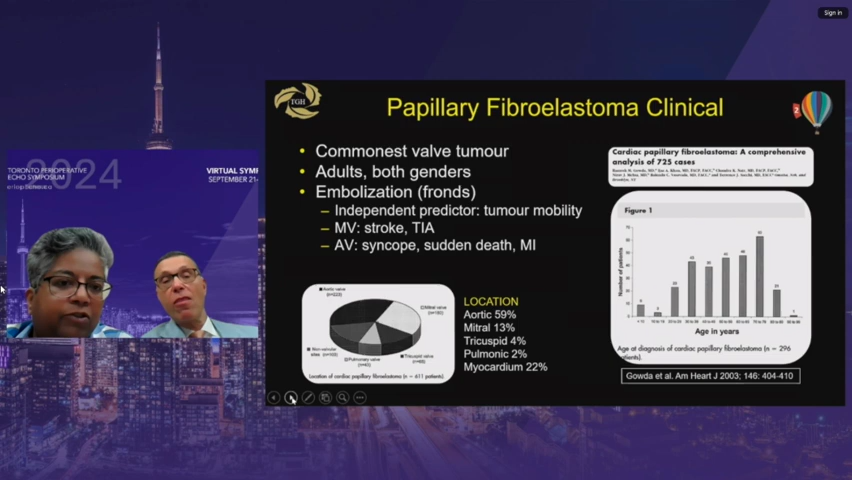 Sign in
2024
TORONTO PERIOPERATIVE
ECHO SYMPOSIUM
VIRTUAL SYMP
SEPTEMBER 21-
TGH
Papillary Fibroelastoma Clinical
• Commonest valve tumour
• Adults, both genders
• Embolization (fronds)
– Independent predictor: tumour mobility
– MV: stroke, TIA
– AV: syncope, sudden death, MI
Aortic valve
Mitral valve
Tricuspid valve
Pulmonary valve
Non-valvular
sites
Location of cardiac papillary fibroelastoma (n = 611 patients).
LOCATION
Aortic 59%
Mitral 13%
Tricuspid 4%
Pulmonic 2%
Myocardium 22%
Cardiac papillary fibroelastoma: A comprehensive
analysis of 725 cases
Figure 1
Number of patients
Age in years
Age at diagnosis of cardiac papillary fibroelastoma (n = 296
patients).
Gowda et al. Am Heart J 2003; 146: 404-410